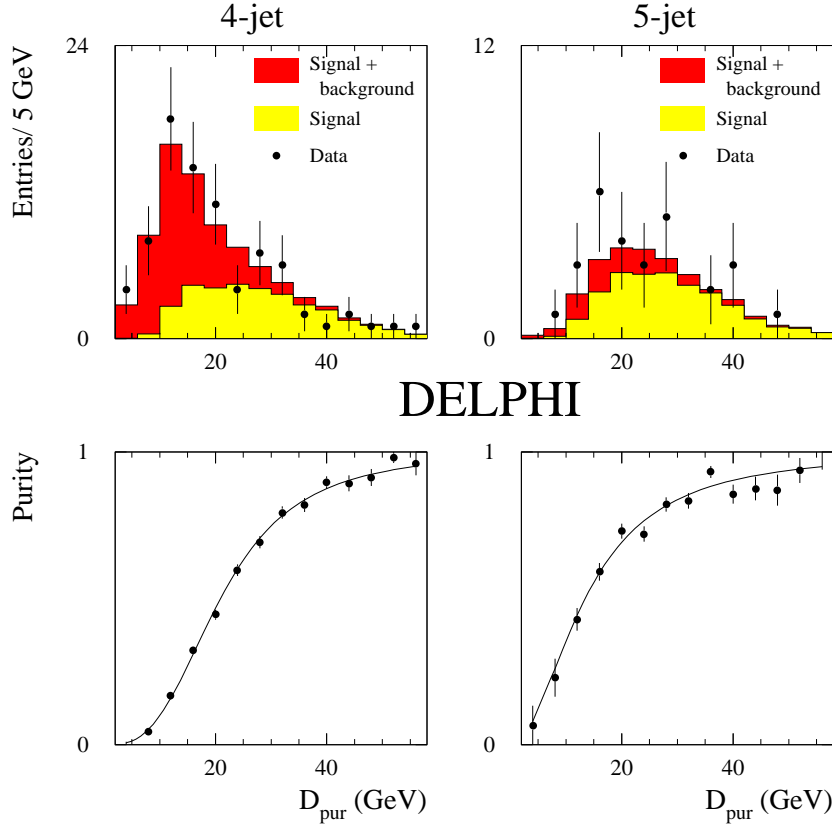 4-jet
5-jet
Entries/ 5 GeV
24
0
20
40
Signal +
background
Signal
Data
12
0
20
40
Signal +
background
Signal
Data
DELPHI
Purity
1
0
20
40
D_pur (GeV)
1
0
20
40
D_pur (GeV)